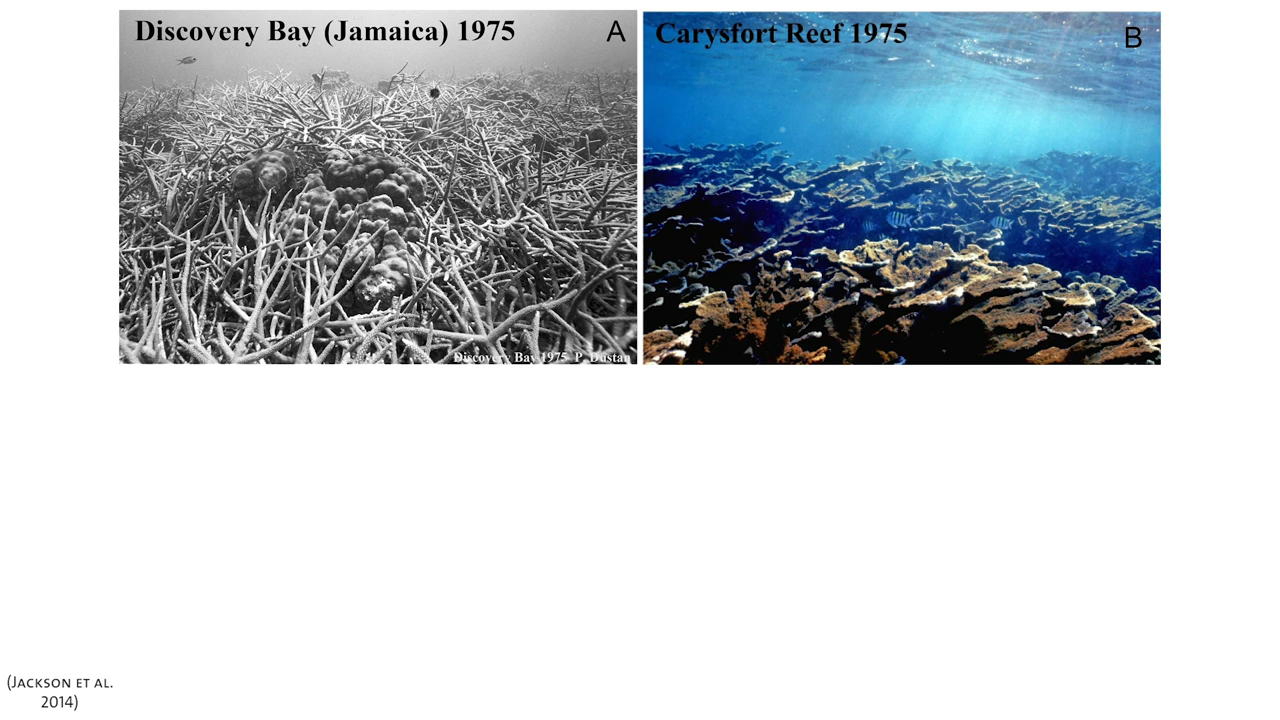 Discovery Bay (Jamaica) 1975
A
Discovery Bay 1975 P. Dustan
Carysfort Reef 1975
B
(Jackson et al.
2014)